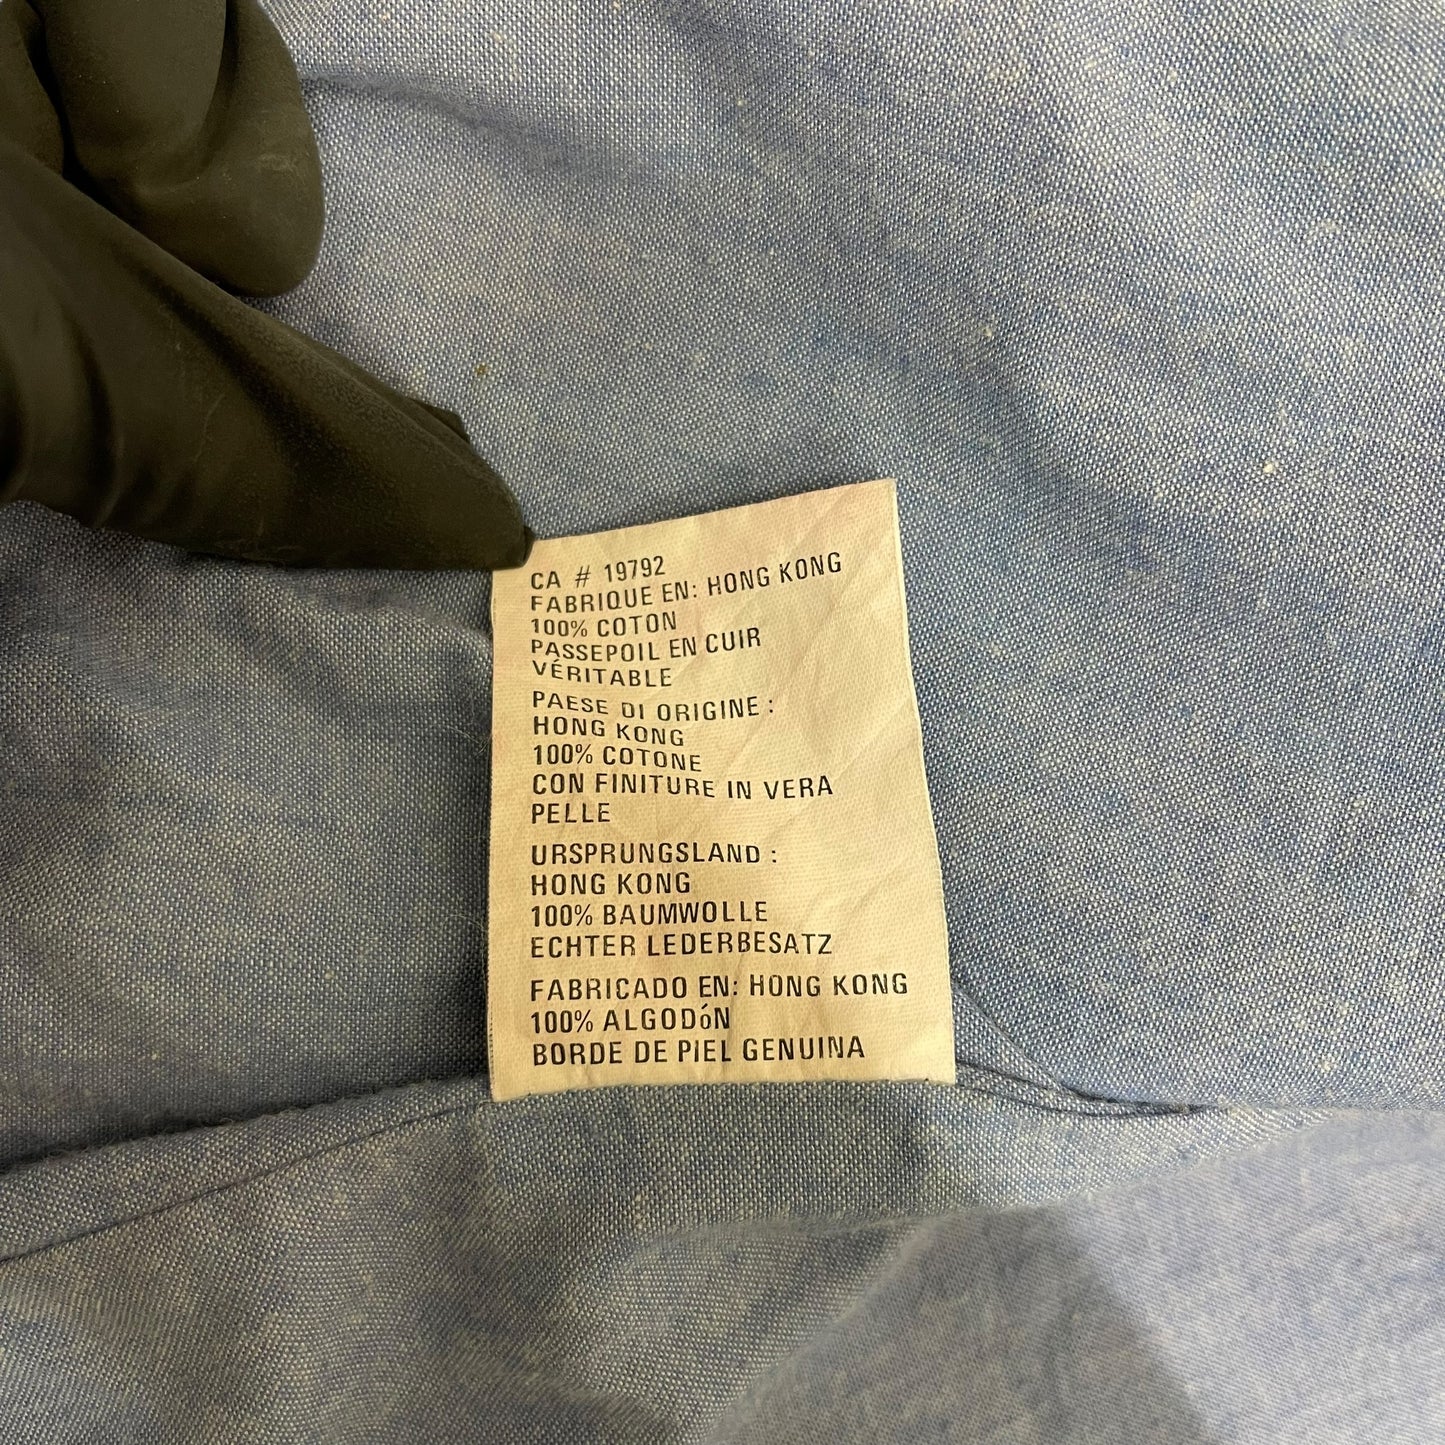 CA # 19792
FABRIQUE EN: HONG KONG
100% COTON
PASSEPOIL EN CUIR
VÉRITABLE
PAESE DI ORIGINE :
HONG KONG
100% COTONE
CON FINITURE IN VERA
PELLE
URSPRUNGSLAND :
HONG KONG
100% BAUMWOLLE
ECHTER LEDERBESATZ
FABRICADO EN: HONG KONG
100% ALGODóN
BORDE DE PIEL GENUINA